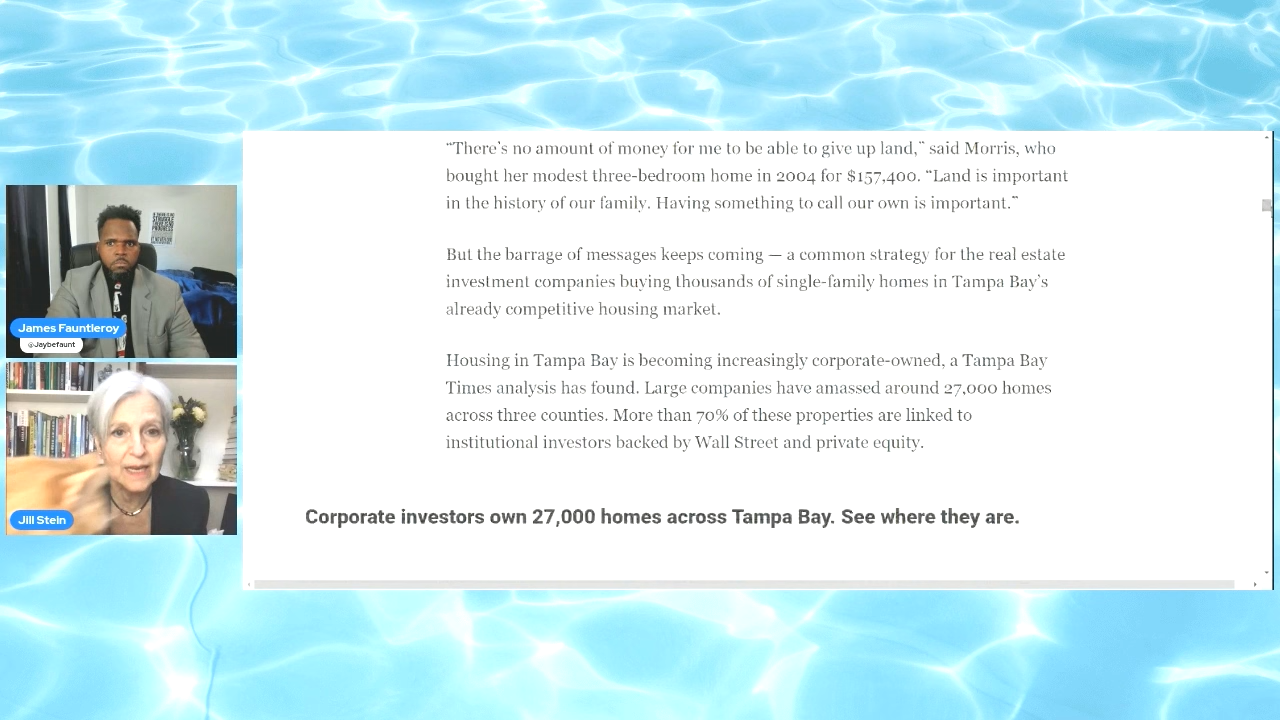 “There’s no amount of money for me to be able to give up land,” said Morris, who
bought her modest three-bedroom home in 2004 for $157,400. “Land is important
in the history of our family. Having something to call our own is important.”
But the barrage of messages keeps coming — a common strategy for the real estate
investment companies buying thousands of single-family homes in Tampa Bay’s
already competitive housing market.
Housing in Tampa Bay is becoming increasingly corporate-owned, a Tampa Bay
Times analysis has found. Large companies have amassed around 27,000 homes
across three counties. More than 70% of these properties are linked to
institutional investors backed by Wall Street and private equity.
Corporate investors own 27,000 homes across Tampa Bay. See where they are.
James Fauntleroy
@Jaybefaunt
Jill Stein